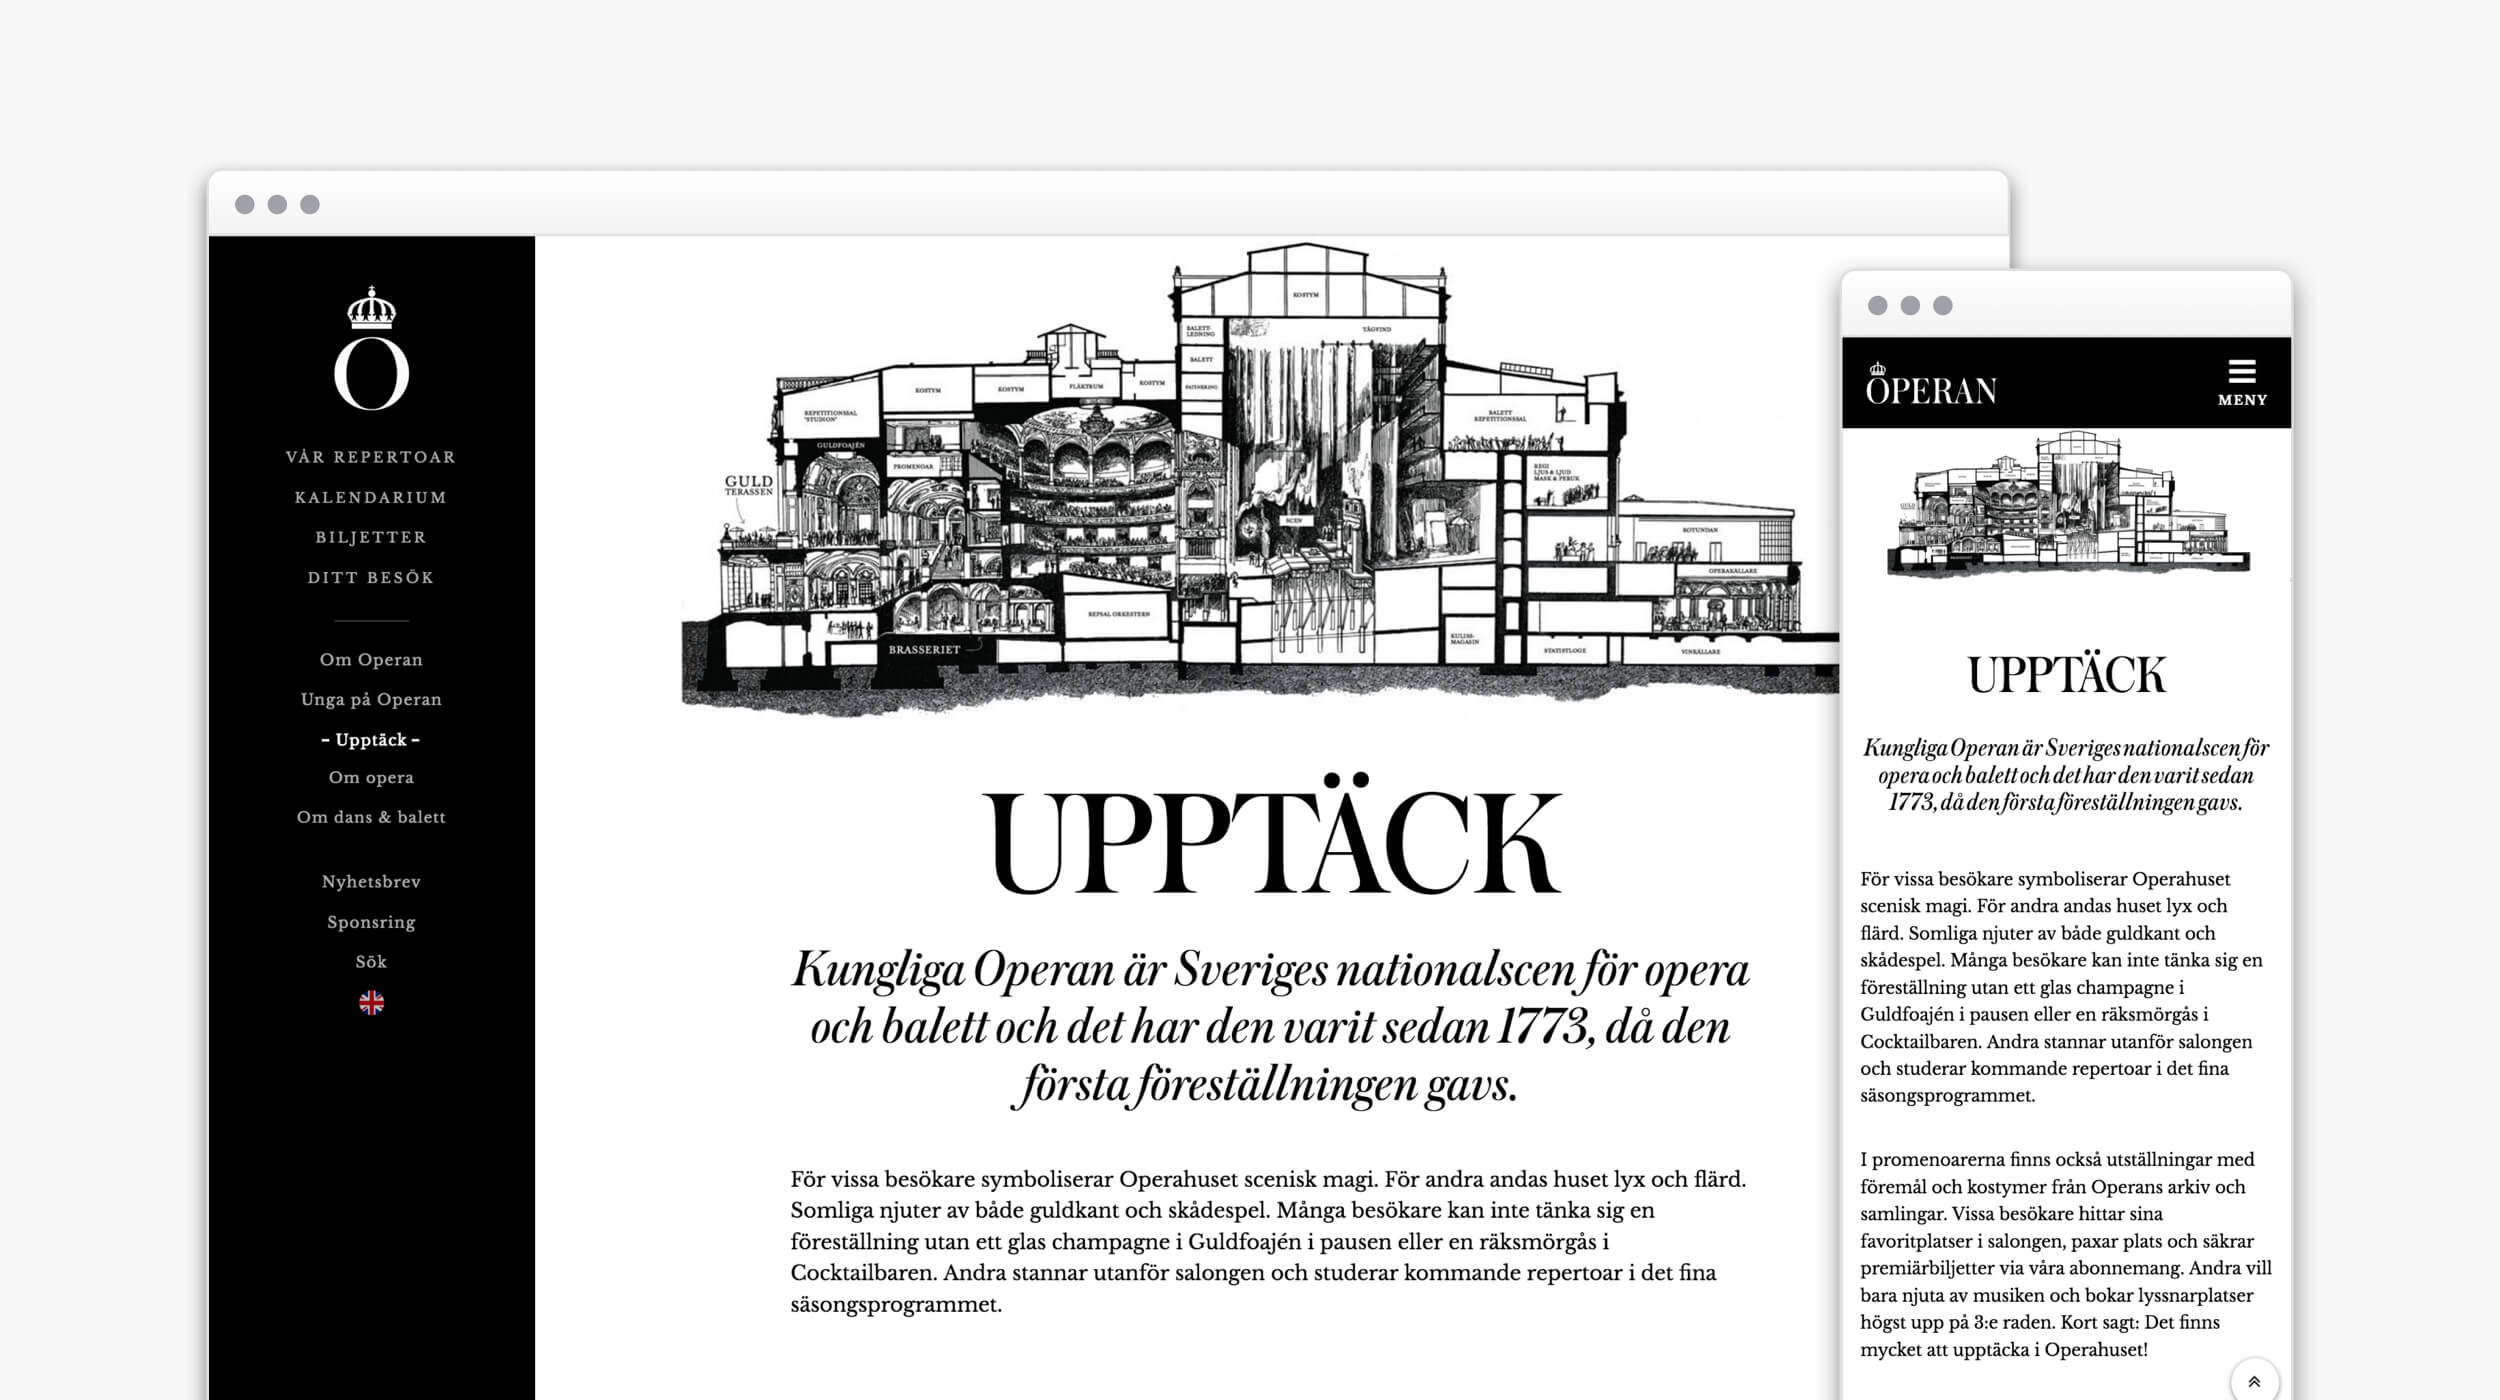 O
VÅR REPERTOAR
KALENDARIUM
BILJETTER
DITT BESÖK
Om Operan
Unga på Operan
– Upptäck –
Om opera
Om dans & balett
Nyhetsbrev
Sponsring
Sök
KOSTYM
BALETT-
LEDNING
TÅGVIND
BALETT
KOSTYM
KOSTYM
FLÄKTRUM
KOSTYM
PATINERING
REPETITIONSSAL
"STUDION"
BALETT
REPETITIONSSAL
GULDFOAJÉN
PROMENOAR
REGI
LJUS & LJUD
MASK & PERUK
GULD
TERASSEN
SCEN
ROTUNDAN
OPERAKÄLLARE
REPSAL ORKESTERN
KULISS-
MAGASIN
BRASSERIET
STATISTLOGE
VINKÄLLARE
UPPTÄCK
Kungliga Operan är Sveriges nationalscen för opera
och balett och det har den varit sedan 1773, då den
första föreställningen gavs.
För vissa besökare symboliserar Operahuset scenisk magi. För andra andas huset lyx och flärd.
Somliga njuter av både guldkant och skådespel. Många besökare kan inte tänka sig en
föreställning utan ett glas champagne i Guldfoajén i pausen eller en räksmörgås i
Cocktailbaren. Andra stannar utanför salongen och studerar kommande repertoar i det fina
säsongsprogrammet.
OPERAN
MENY
GULD
UPPTÄCK
Kungliga Operan är Sveriges nationalscen för
opera och balett och det har den varit sedan
1773, då den första föreställningen gavs.
För vissa besökare symboliserar Operahuset
scenisk magi. För andra andas huset lyx och
flärd. Somliga njuter av både guldkant och
skådespel. Många besökare kan inte tänka sig en
föreställning utan ett glas champagne i
Guldfoajén i pausen eller en räksmörgås i
Cocktailbaren. Andra stannar utanför salongen
och studerar kommande repertoar i det fina
säsongsprogrammet.
I promenoarerna finns också utställningar med
föremål och kostymer från Operans arkiv och
samlingar. Vissa besökare hittar sina
favoritplatser i salongen, paxar plats och säkrar
premiärbiljetter via våra abonnemang. Andra vill
bara njuta av musiken och bokar lyssnarplatser
högst upp på 3:e raden. Kort sagt: Det finns
mycket att upptäcka i Operahuset!